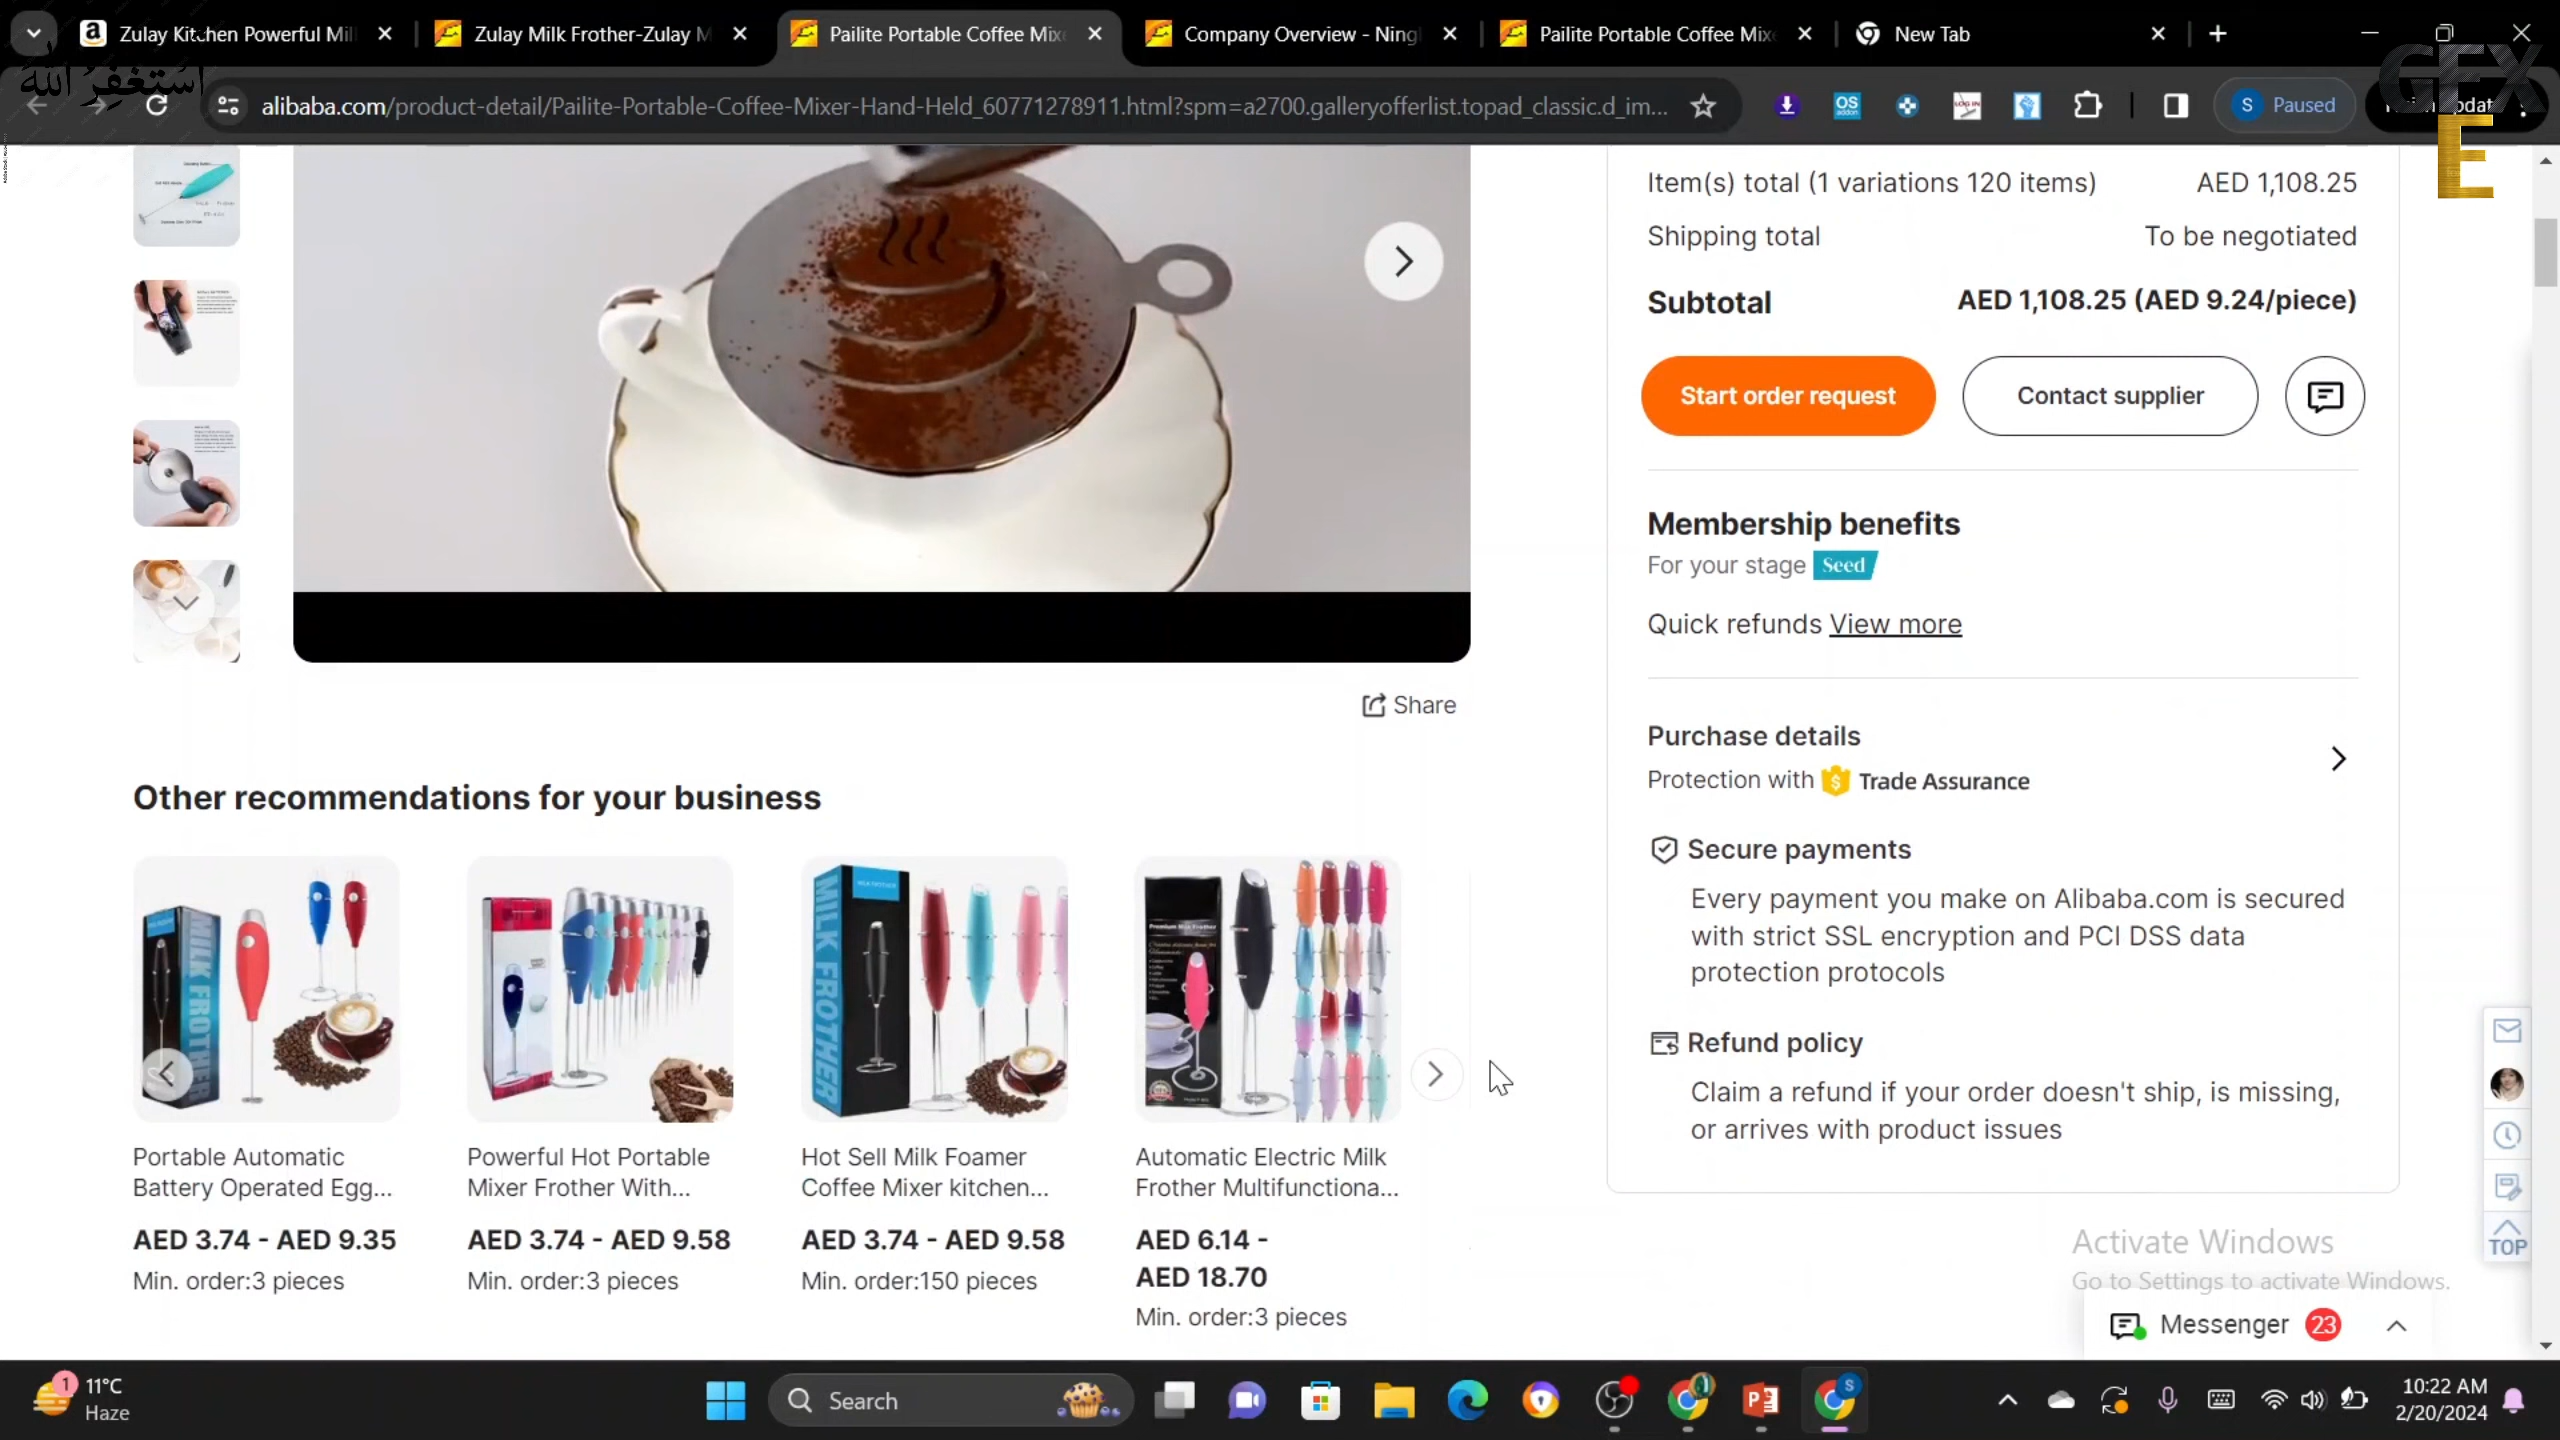 Zulay Kitchen Powerful Mil
Zulay Milk Frother-Zulay M
Pailite Portable Coffee Mix
Company Overview - Ning
Pailite Portable Coffee Mix
New Tab
اَسْتَغْفِرُ اللّٰهَ
GFX
E
alibaba.com/product-detail/Pailite-Portable-Coffee-Mixer-Hand-Held_60771278911.html?spm=a2700.galleryofferlist.topad_classic.d_im...
OS
addon
LOG IN
S
Paused
Item(s) total (1 variations 120 items)
AED 1,108.25
Shipping total
To be negotiated
Subtotal
AED 1,108.25 (AED 9.24/piece)
Start order request
Contact supplier
Membership benefits
For your stage Seed
Quick refunds View more
Share
Purchase details
Protection with Trade Assurance
Secure payments
Every payment you make on Alibaba.com is secured
with strict SSL encryption and PCI DSS data
protection protocols
Refund policy
Claim a refund if your order doesn't ship, is missing,
or arrives with product issues
Other recommendations for your business
MILK FROTHER
MILK FROTHER
Premium Milk Frother
Portable Automatic
Battery Operated Egg...
AED 3.74 - AED 9.35
Min. order:3 pieces
Powerful Hot Portable
Mixer Frother With...
AED 3.74 - AED 9.58
Min. order:3 pieces
Hot Sell Milk Foamer
Coffee Mixer kitchen...
AED 3.74 - AED 9.58
Min. order:150 pieces
Automatic Electric Milk
Frother Multifunctiona...
AED 6.14 -
AED 18.70
Min. order:3 pieces
TOP
Activate Windows
Go to Settings to activate Windows.
Messenger 23
1
11°C
Haze
Search
S
10:22 AM
2/20/2024